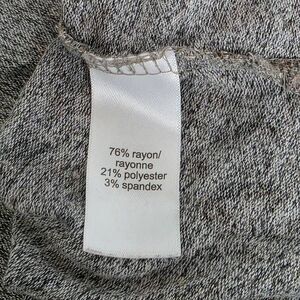 76% rayon/
rayonne
21% polyester
3% spandex